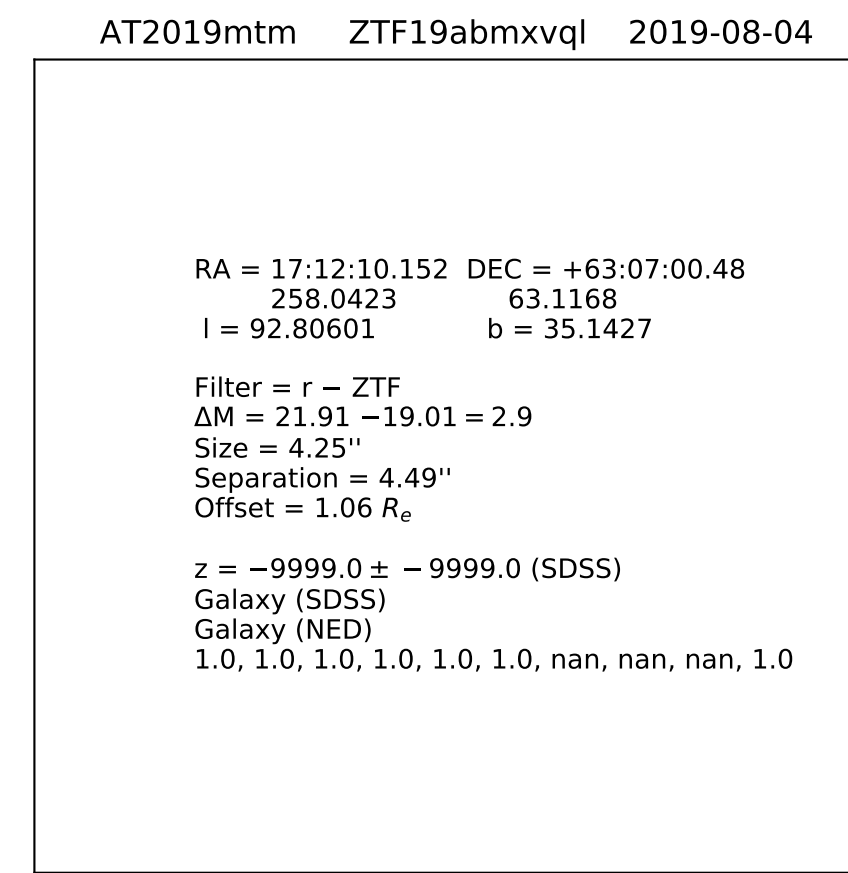 AT2019mtm ZTF19abmxvql 2019-08-04
RA = 17:12:10.152 DEC = +63:07:00.48
258.0423 63.1168
l = 92.80601 b = 35.1427
Filter = r − ZTF
ΔM = 21.91 −19.01 = 2.9
Size = 4.25''
Separation = 4.49''
Offset = 1.06 Re
z = −9999.0 ± −9999.0 (SDSS)
Galaxy (SDSS)
Galaxy (NED)
1.0, 1.0, 1.0, 1.0, 1.0, 1.0, nan, nan, nan, 1.0